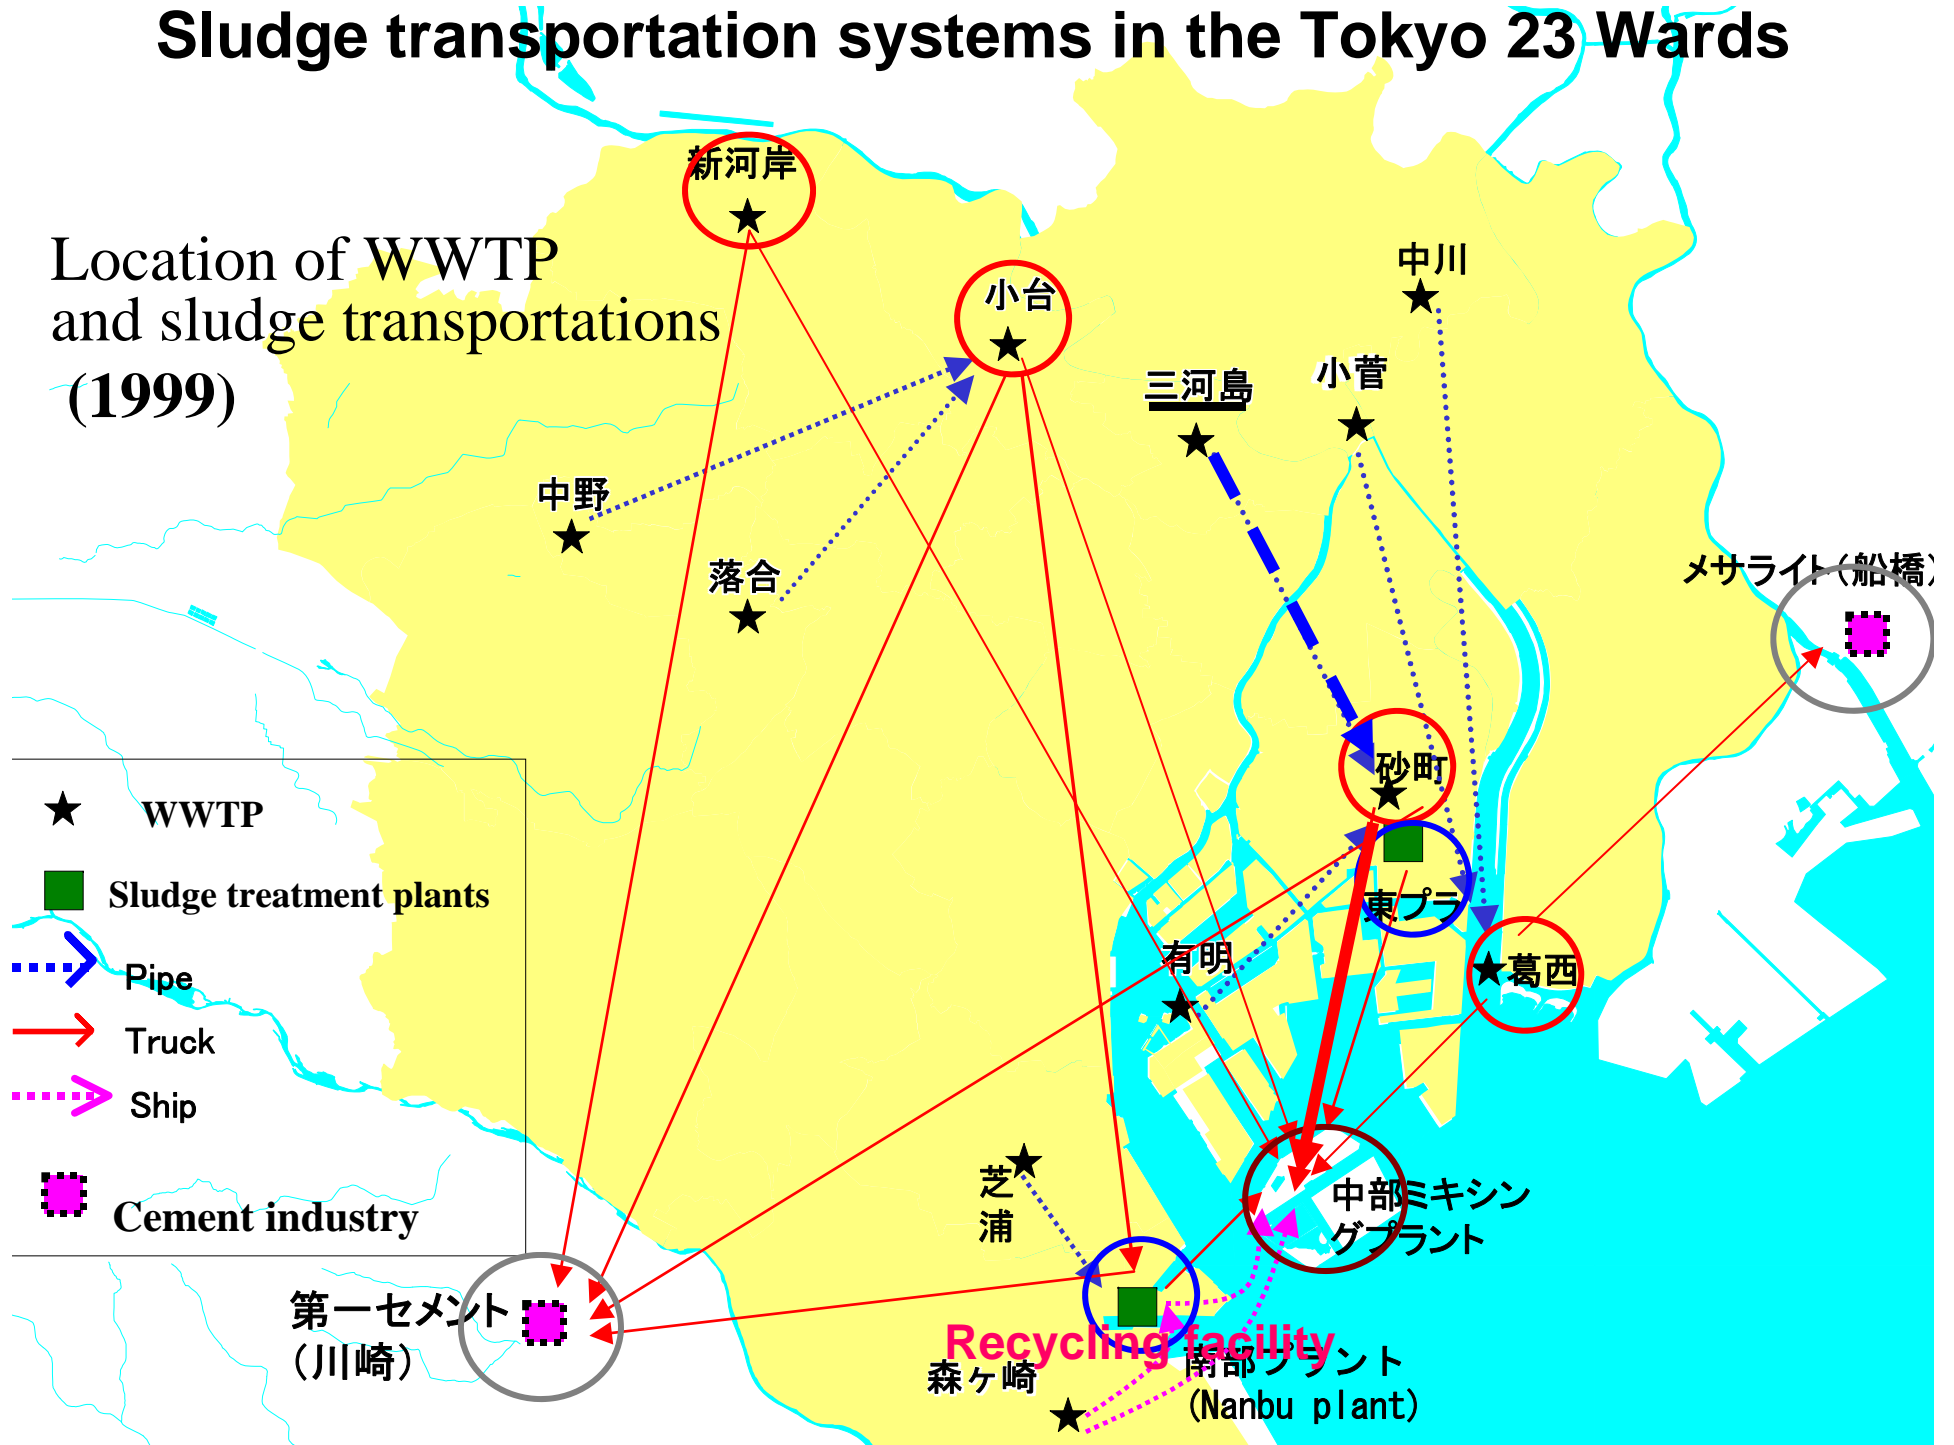 Sludge transportation systems in the Tokyo 23 Wards
新河岸
Location of WWTP
and sludge transportations
(1999)
小台
中川
三河島
小菅
中野
落合
メサライト（船橋）
砂町
東プラ
有明
葛西
WWTP
Sludge treatment plants
Pipe
Truck
Ship
Cement industry
芝
浦
中部ミキシン
グプラント
第一セメント
（川崎）
Recycling facility
南部プラント
(Nanbu plant)
森ヶ崎